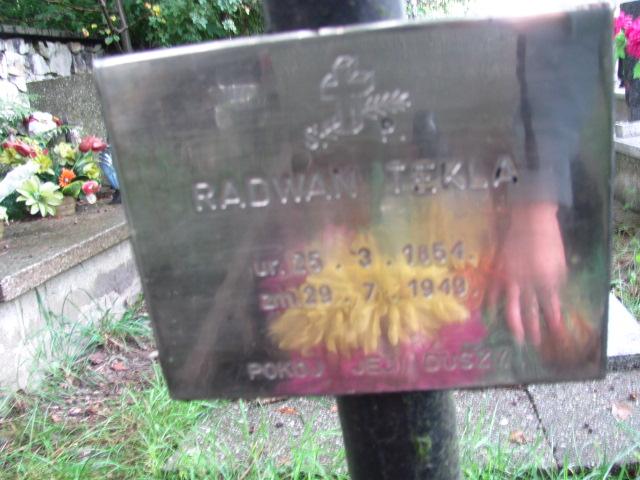 Ś. P.
RADWAN TEKLA
ur. 25 . 3 . 1854.
zm 29 . 7 . 1949.
POKÓJ JEJ DUSZY